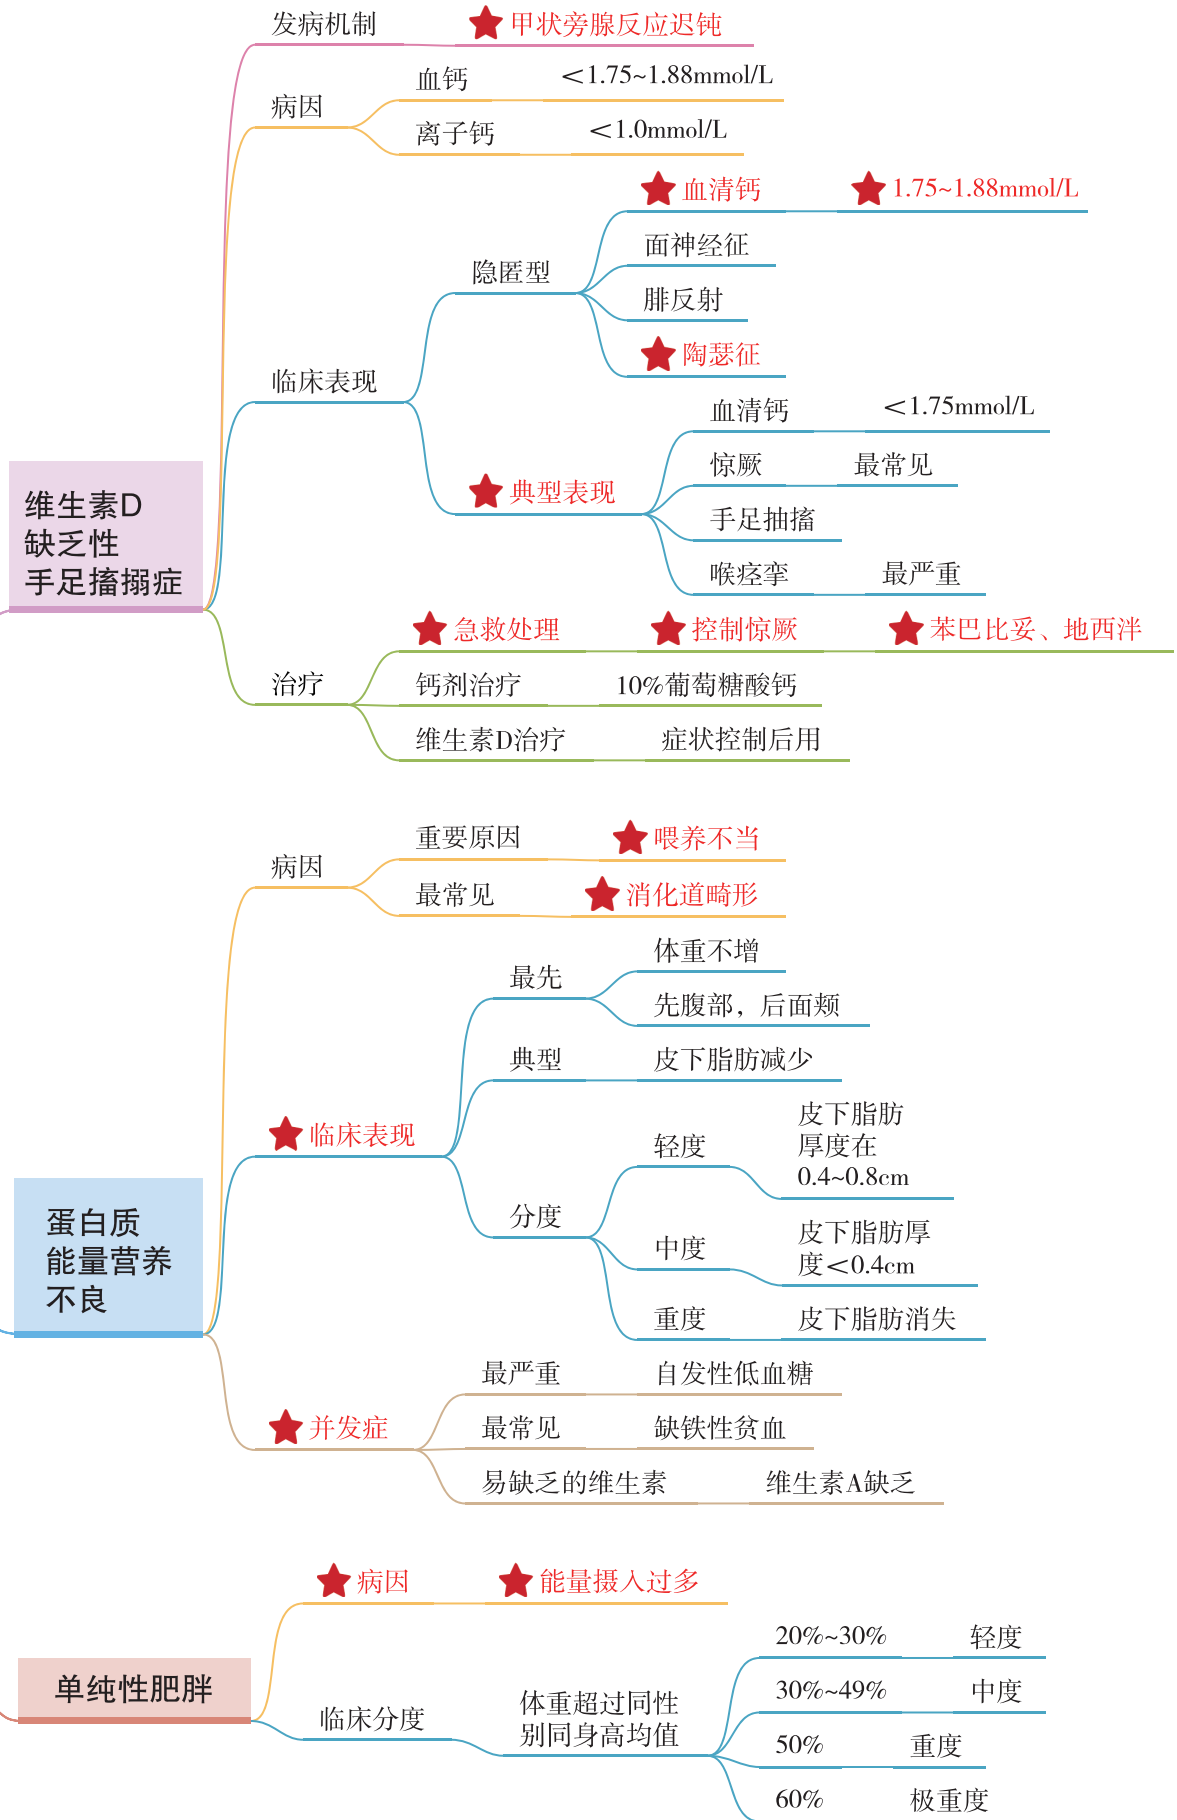 发病机制
甲状旁腺反应迟钝
病因
血钙
<1.75~1.88mmol/L
离子钙
<1.0mmol/L
临床表现
隐匿型
血清钙
1.75~1.88mmol/L
面神经征
腓反射
陶瑟征
典型表现
血清钙
<1.75mmol/L
惊厥
最常见
手足抽搐
喉痉挛
最严重
维生素D
缺乏性
手足搐搦症
治疗
急救处理
控制惊厥
苯巴比妥、地西泮
钙剂治疗
10%葡萄糖酸钙
维生素D治疗
症状控制后用
病因
重要原因
喂养不当
最常见
消化道畸形
临床表现
最先
体重不增
先腹部，后面颊
典型
皮下脂肪减少
分度
轻度
皮下脂肪
厚度在
0.4~0.8cm
中度
皮下脂肪厚
度<0.4cm
重度
皮下脂肪消失
蛋白质
能量营养
不良
并发症
最严重
自发性低血糖
最常见
缺铁性贫血
易缺乏的维生素
维生素A缺乏
单纯性肥胖
病因
能量摄入过多
临床分度
体重超过同性
别同身高均值
20%~30%
轻度
30%~49%
中度
50%
重度
60%
极重度